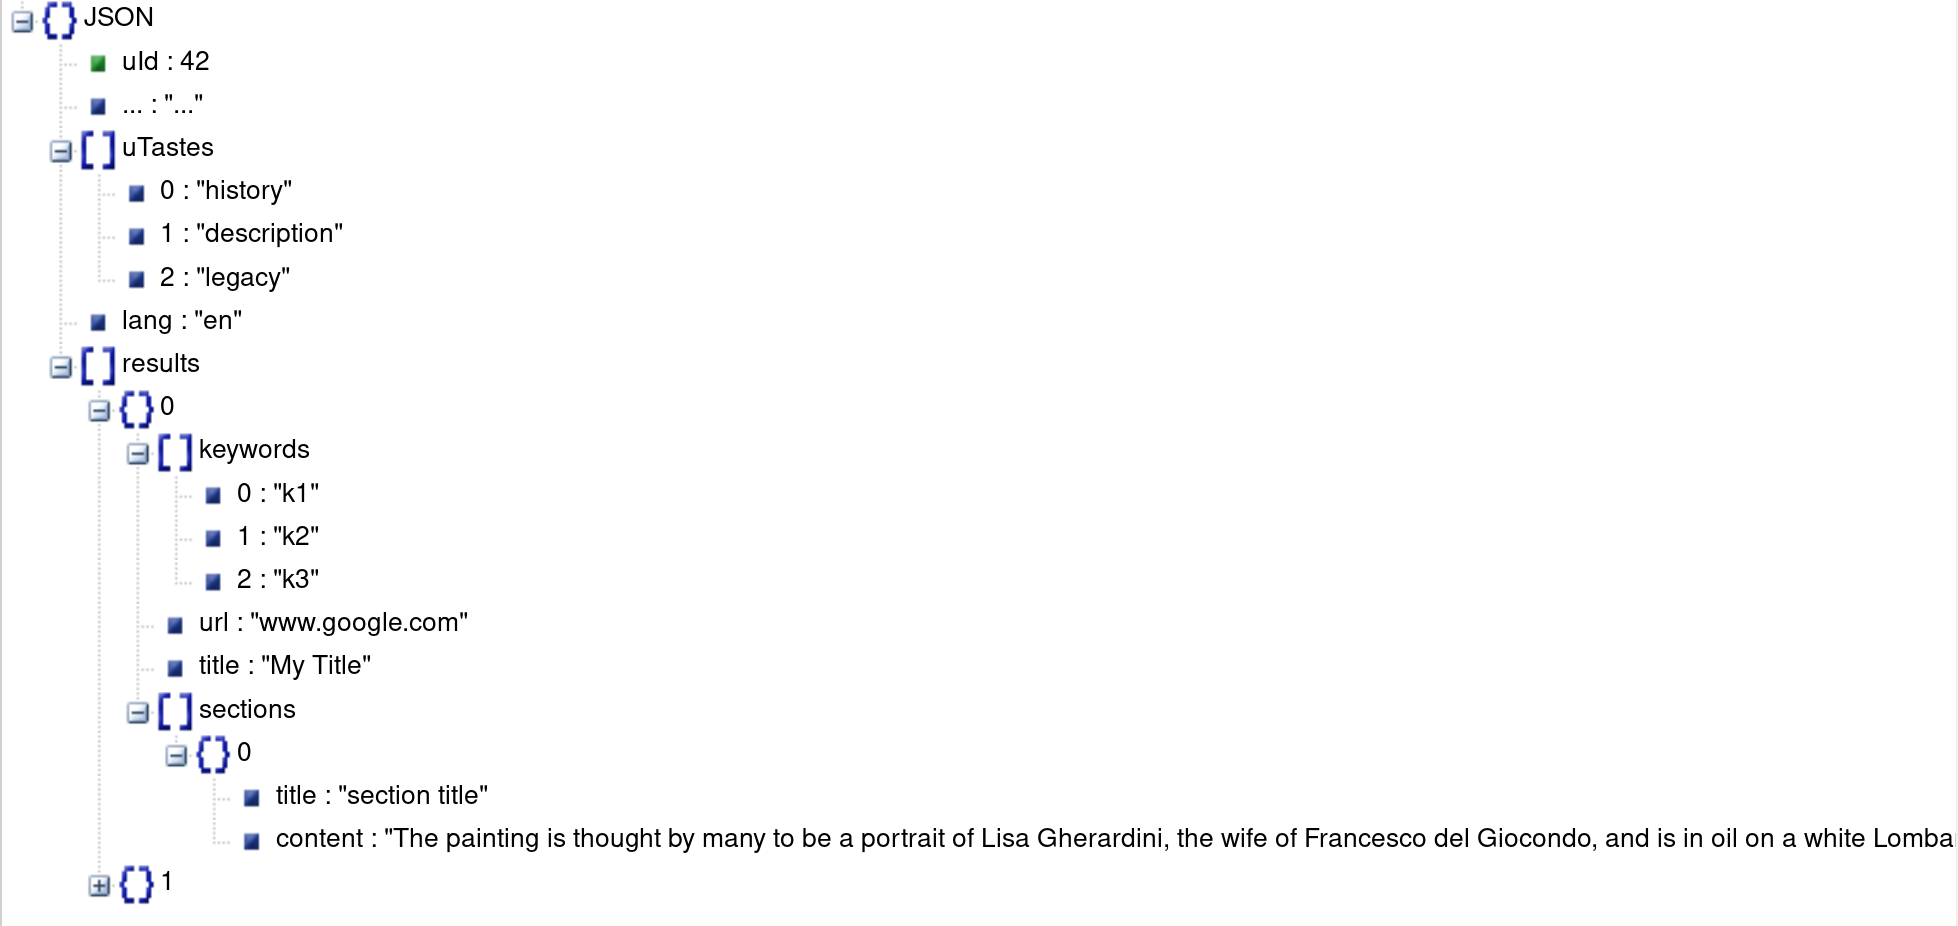 JSON
uId : 42
... : "..."
uTastes
0 : "history"
1 : "description"
2 : "legacy"
lang : "en"
results
0
keywords
0 : "k1"
1 : "k2"
2 : "k3"
url : "www.google.com"
title : "My Title"
sections
0
title : "section title"
content : "The painting is thought by many to be a portrait of Lisa Gherardini, the wife of Francesco del Giocondo, and is in oil on a white Lomba
1